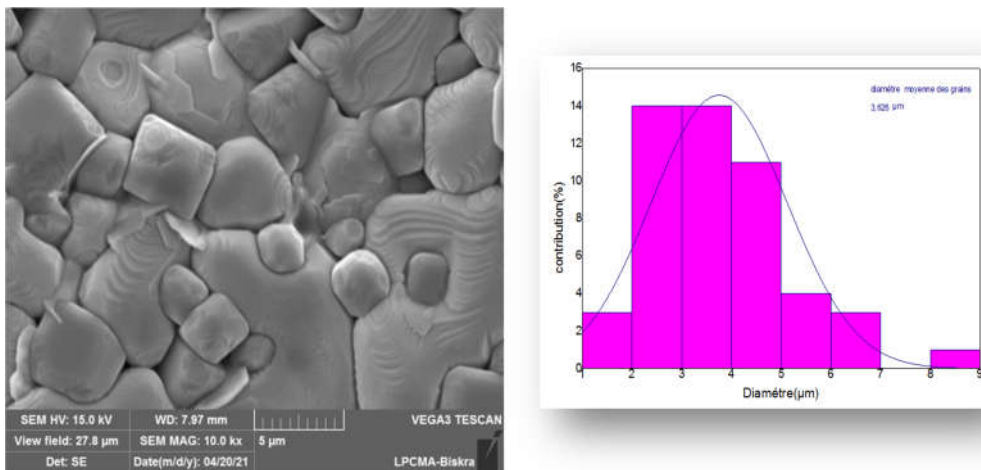 SEM HV: 15.0 kV WD: 7.97 mm VEGA3 TESCAN
View field: 27.8 µm SEM MAG: 10.0 kx 5 µm
Det: SE Date(m/d/y): 04/20/21 LPCMA-Biskra
diamétre moyenne des grains
3.625 µm
16
14
12
10
8
6
4
2
0
contribution(%)
1 2 3 4 5 6 7 8 9
Diamétre(µm)